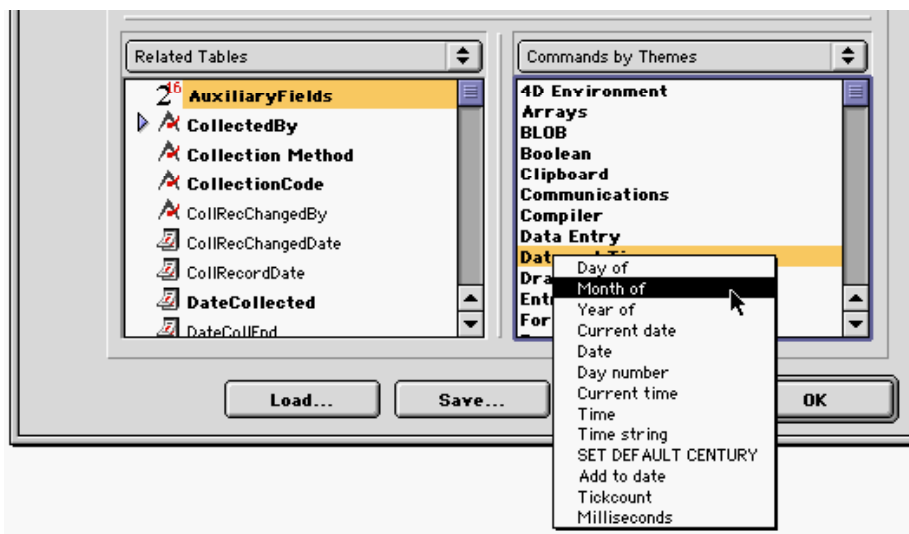 Related Tables
216 AuxiliaryFields
CollectedBy
Collection Method
CollectionCode
CollRecChangedBy
CollRecChangedDate
CollRecordDate
DateCollected
DateCollEnd
Commands by Themes
4D Environment
Arrays
BLOB
Boolean
Clipboard
Communications
Compiler
Data Entry
Day of
Month of
Year of
Current date
Date
Day number
Current time
Time
Time string
SET DEFAULT CENTURY
Add to date
Tickcount
Milliseconds
Load...
Save...
OK